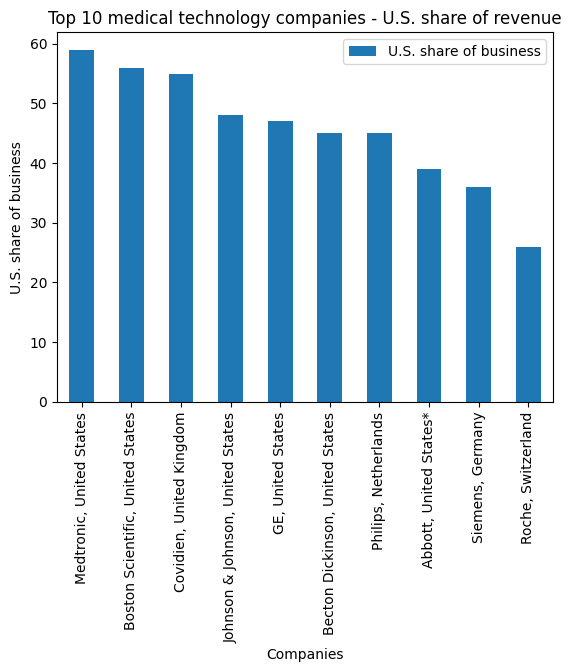 Top 10 medical technology companies - U.S. share of revenue
U.S. share of business
U.S. share of business
60
50
40
30
20
10
0
Medtronic, United States
Boston Scientific, United States
Covidien, United Kingdom
Johnson & Johnson, United States
GE, United States
Becton Dickinson, United States
Philips, Netherlands
Abbott, United States*
Siemens, Germany
Roche, Switzerland
Companies